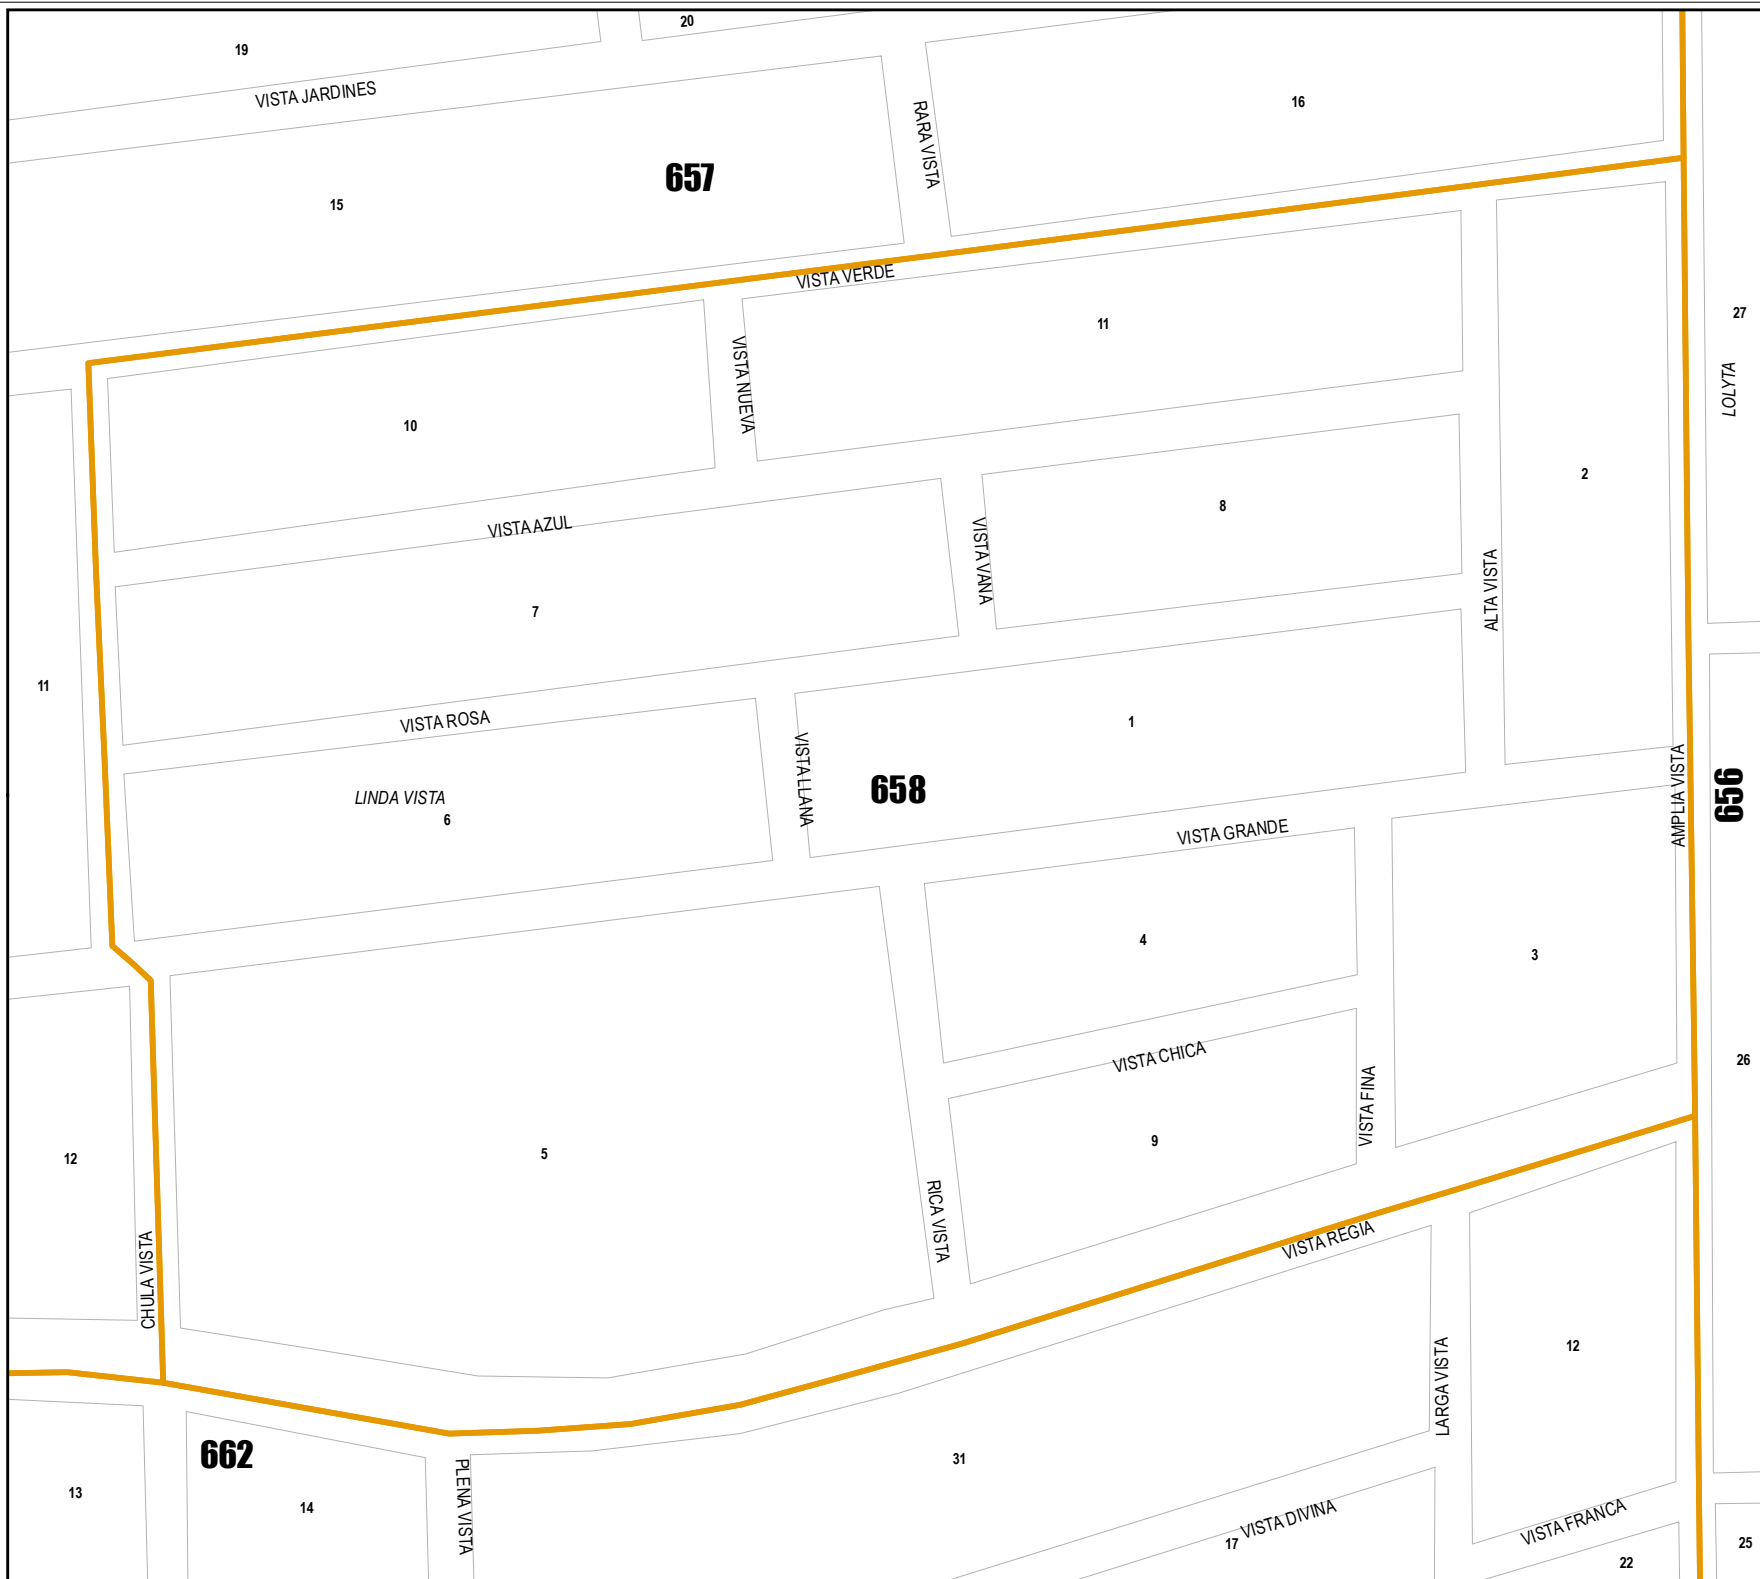 20
19
VISTA JARDINES
16
RARA VISTA
657
15
VISTA VERDE
27
11
VISTA NUEVA
LOLYTA
10
2
8
VISTA AZUL
VISTA VANA
ALTA VISTA
7
11
VISTA ROSA
1
VISTA LLANA
658
LINDA VISTA
6
AMPLIA VISTA
656
VISTA GRANDE
4
3
VISTA CHICA
26
VISTA FINA
9
12
5
RICA VISTA
CHULA VISTA
VISTA REGIA
12
LARGA VISTA
662
31
PLENA VISTA
13
14
VISTA DIVINA
17
VISTA FRANCA
25
22